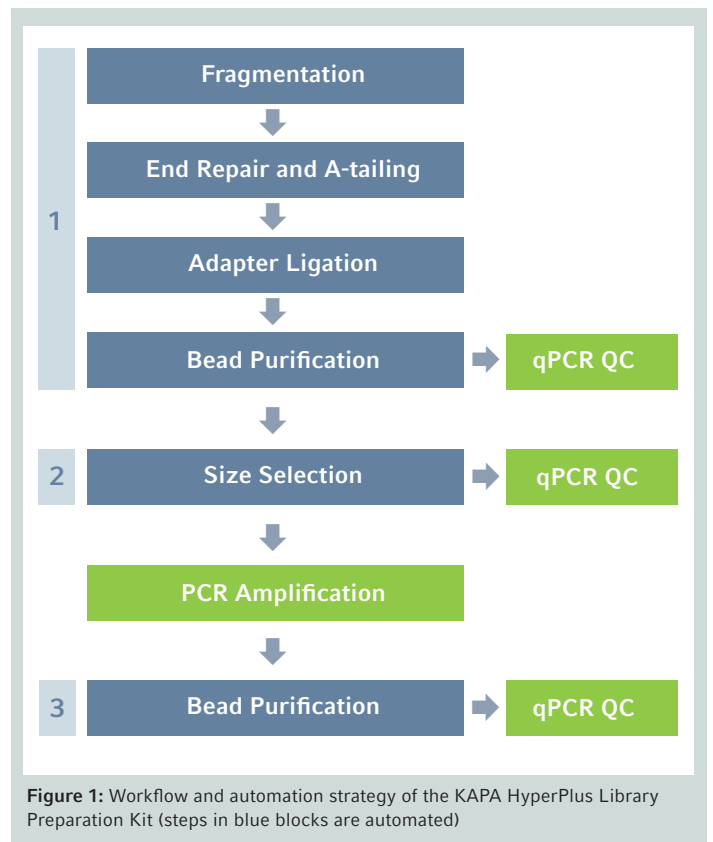 Fragmentation
End Repair and A-tailing
1
Adapter Ligation
Bead Purification
qPCR QC
2
Size Selection
qPCR QC
PCR Amplification
3
Bead Purification
qPCR QC
Figure 1: Workflow and automation strategy of the KAPA HyperPlus Library
Preparation Kit (steps in blue blocks are automated)